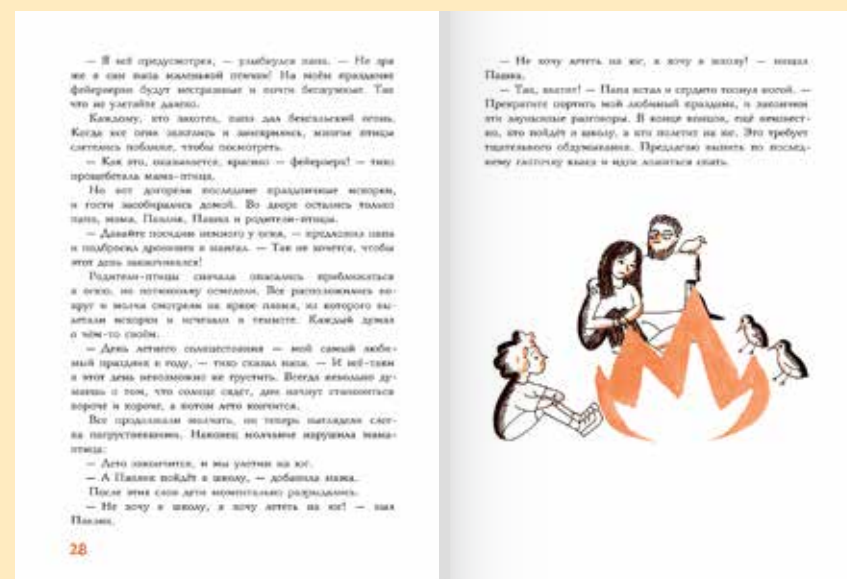 — Я всё предусмотрел, — улыбнулся папа. — Не зря
же я сам папа маленькой птички! На моём празднике
фейерверки будут нестрашные и почти бесшумные. Так
что не улетайте далеко.
Каждому, кто захотел, папа дал бенгальский огонь.
Когда все огни зажглись и заискрились, многие птицы
слетелись поближе, чтобы посмотреть.
— Как это, оказывается, красиво — фейерверк! — тихо
прощебетала мама-птица.
Но вот догорели последние праздничные искорки,
и гости засобирались домой. Во дворе остались только
папа, мама, Павлик, Пашка и родители-птицы.
— Давайте посидим немного у огня, — предложил папа
и подбросил дровишек в мангал. — Так не хочется, чтобы
этот день заканчивался!
Родители-птицы сначала опасались приближаться
к огню, но потихоньку осмелели. Все расположились во-
круг и молча смотрели на яркое пламя, из которого вы-
летали искорки и исчезали в темноте. Каждый думал
о чём-то своём.
— День летнего солнцестояния — мой самый люби-
мый праздник в году, — тихо сказал папа. — И всё-таки
в этот день невозможно не грустить. Всегда невольно ду-
маешь о том, что солнце сядет, дни начнут становиться
короче и короче, а потом лето кончится.
Все продолжали молчать, но теперь выглядели слег-
ка погрустневшими. Наконец молчание нарушила мама-
птица:
— Лето закончится, и мы улетим на юг.
— А Павлик пойдёт в школу, — добавила мама.
После этих слов дети моментально разрыдались.
— Не хочу в школу, я хочу лететь на юг! — выл
Павлик.
28
— Не хочу лететь на юг, я хочу в школу! — пищал
Пашка.
— Так, хватит! — Папа встал и сердито топнул ногой. —
Прекратите портить мой любимый праздник, и закончим
эти заунывные разговоры. В конце концов, ещё неизвест-
но, кто пойдёт в школу, а кто полетит на юг. Это требует
тщательного обдумывания. Предлагаю выпить по послед-
нему глоточку кваса и идти ложиться спать.